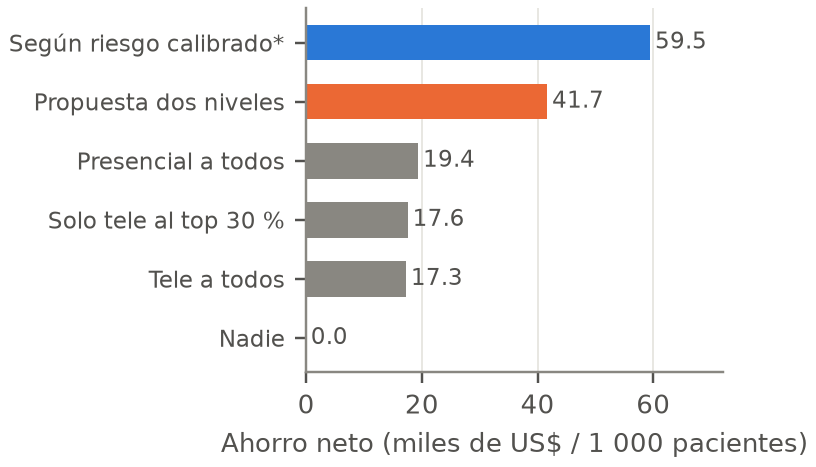 Según riesgo calibrado* 59.5
Propuesta dos niveles 41.7
Presencial a todos 19.4
Solo tele al top 30 % 17.6
Tele a todos 17.3
Nadie 0.0
0 20 40 60
Ahorro neto (miles de US$ / 1 000 pacientes)